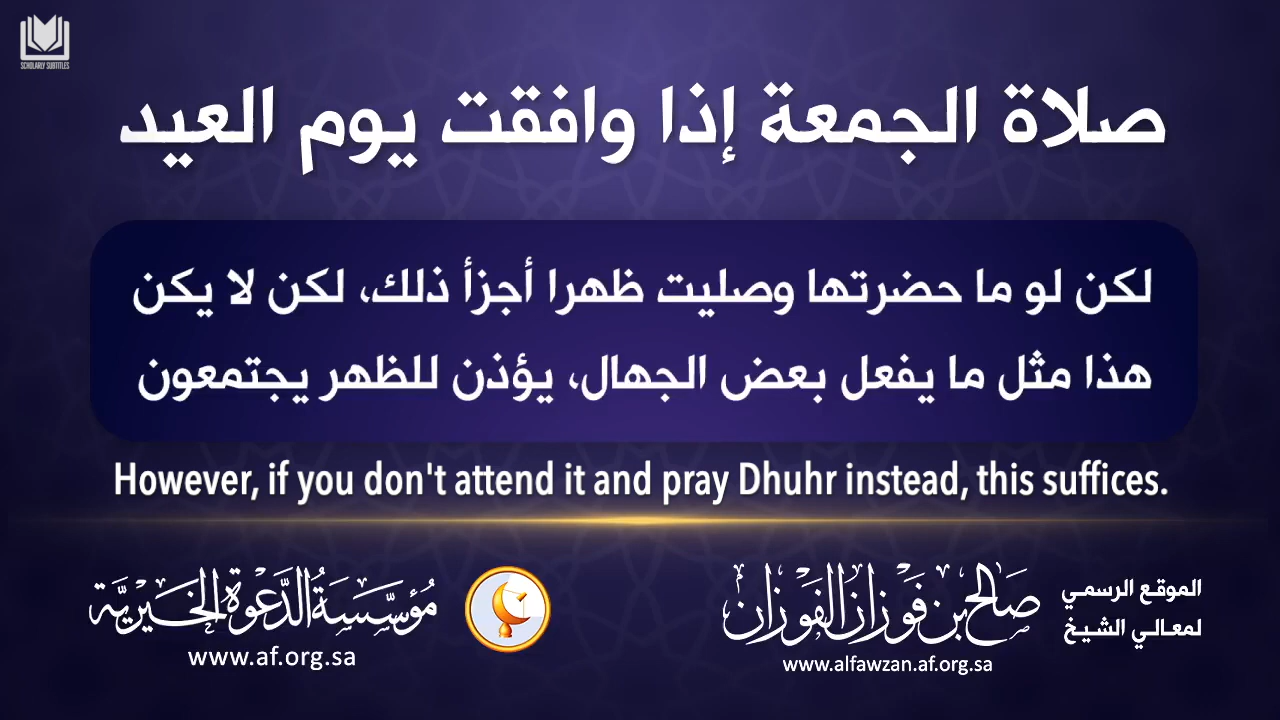 SCHOLARLY SUBTITLES
صلاة الجمعة إذا وافقت يوم العيد
لكن لو ما حضرتها وصليت ظهرا أجزأ ذلك، لكن لا يكن
هذا مثل ما يفعل بعض الجهال، يؤذن للظهر يجتمعون
However, if you don't attend it and pray Dhuhr instead, this suffices.
الموقع الرسمي
لمعالي الشيخ
صالح بن فوزان الفوزان
www.alfawzan.af.org.sa
مؤسسة الدعوة الخيرية
www.af.org.sa